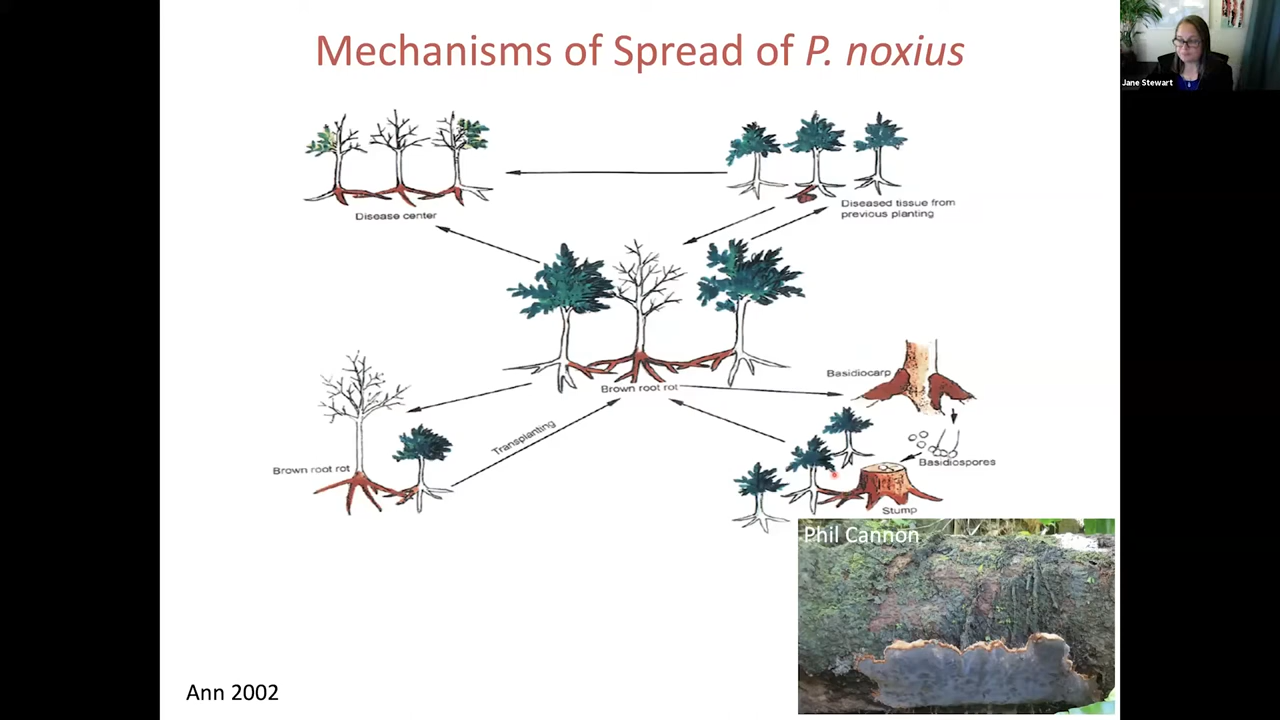 Mechanisms of Spread of P. noxius
Jane Stewart
Disease center
Diseased tissue from
previous planting
Brown root rot
Basidiocarp
Basidiospores
Stump
Brown root rot
Transplanting
Phil Cannon
Ann 2002